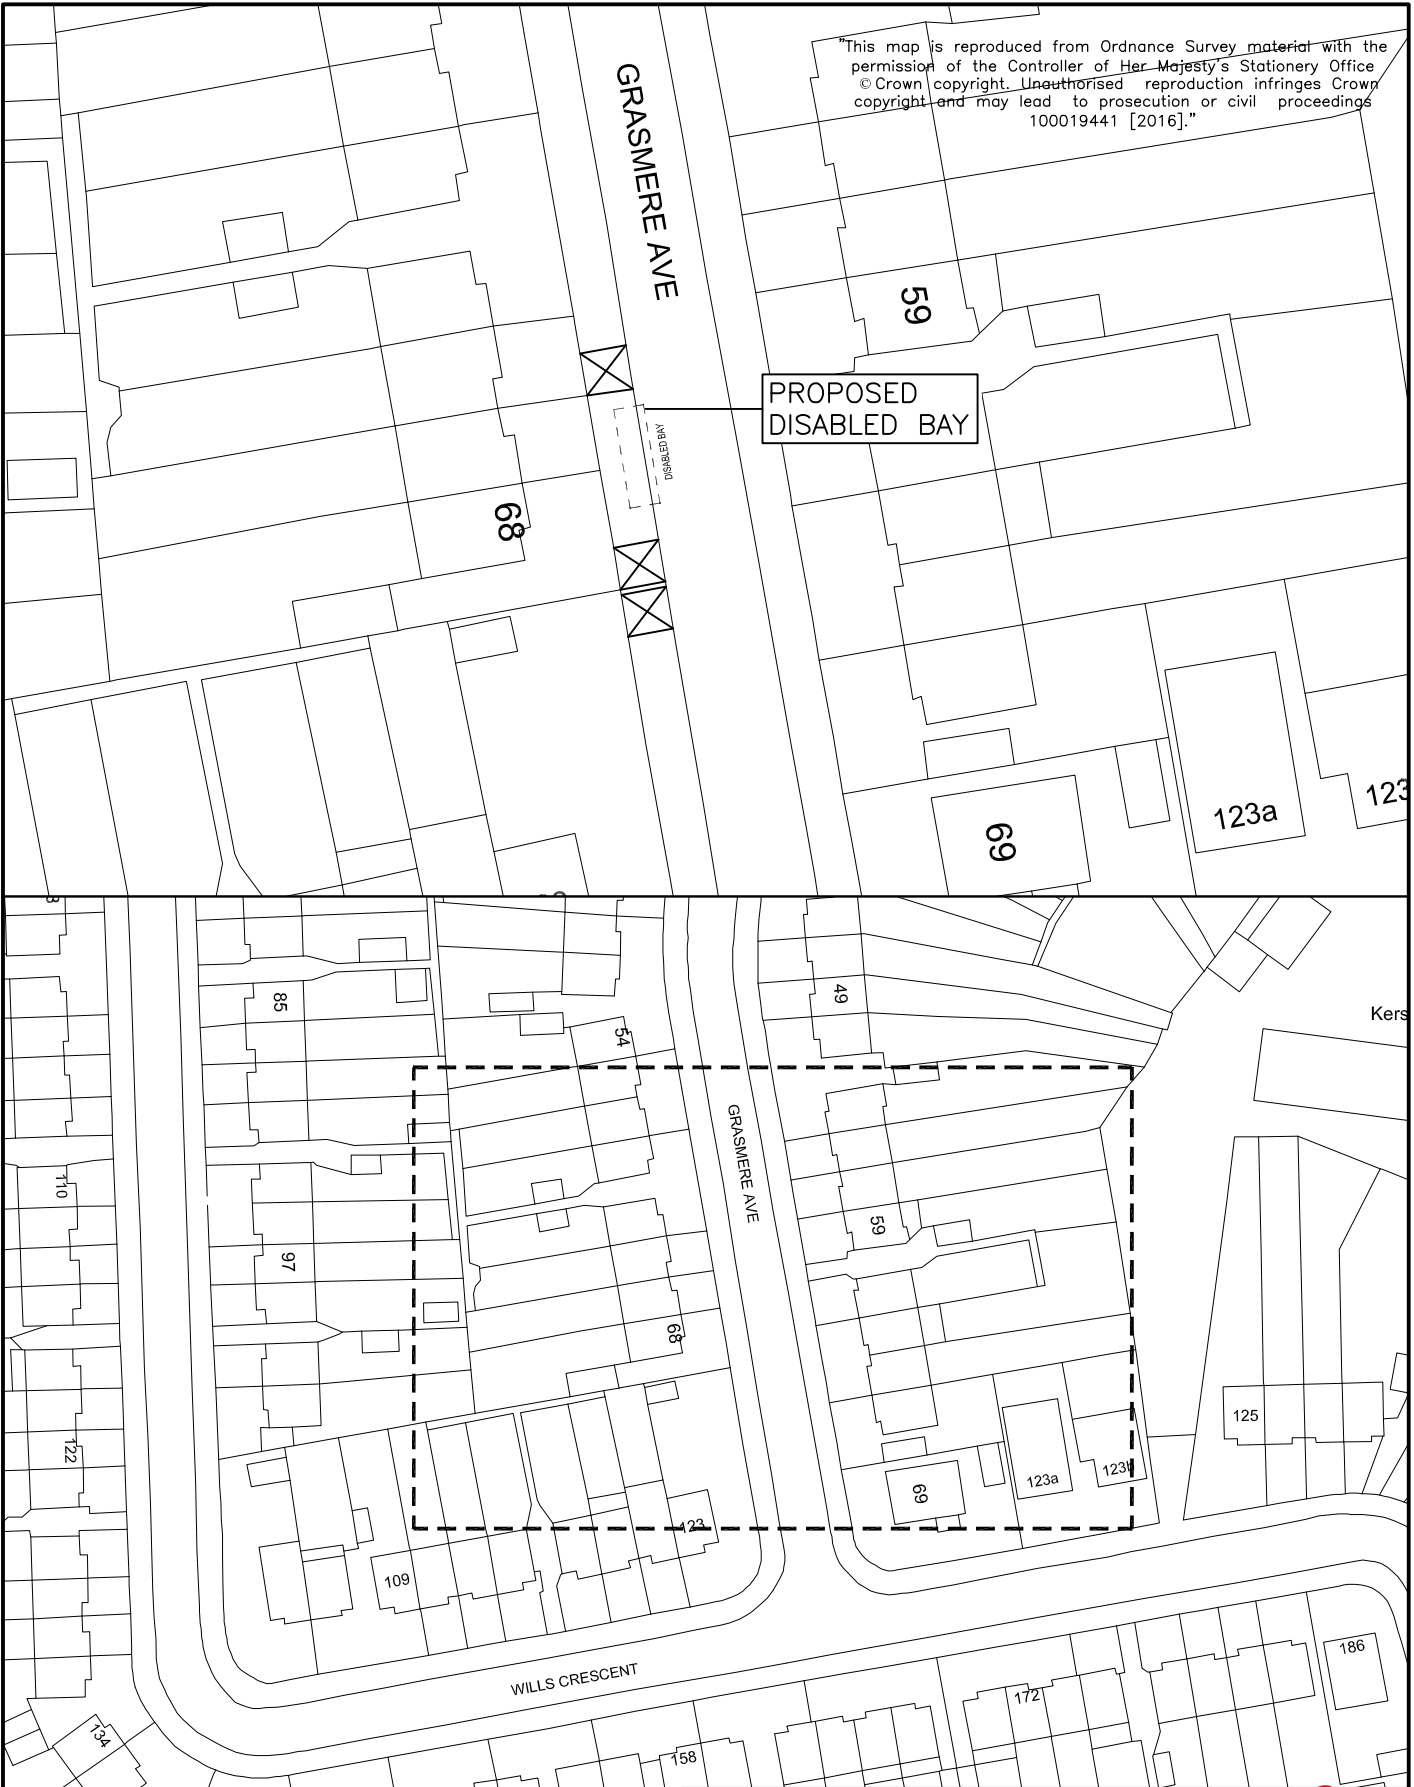 "This map is reproduced from Ordnance Survey material with the
permission of the Controller of Her Majesty's Stationery Office
© Crown copyright. Unauthorised reproduction infringes Crown
copyright and may lead to prosecution or civil proceedings
100019441 [2016]."
GRASMERE AVE
59
PROPOSED
DISABLED BAY
DISABLED BAY
68
69
123a
123
85
54
49
Kers
GRASMERE AVE
110
97
59
68
122
125
69
123a
123b
123
109
WILLS CRESCENT
186
172
134
158